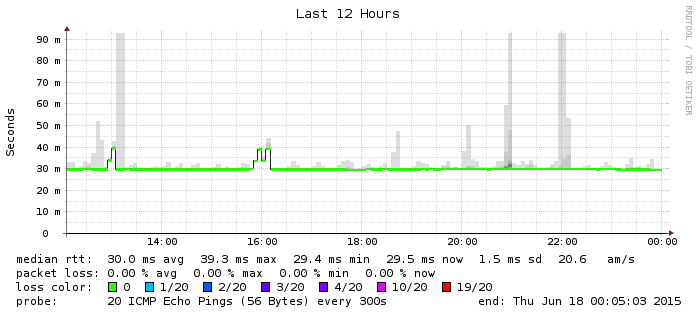 Last 12 Hours
RRDTOOL / TOBI OETIKER
Seconds
90 m
80 m
70 m
60 m
50 m
40 m
30 m
20 m
10 m
0
14:00 16:00 18:00 20:00 22:00 00:00
median rtt: 30.0 ms avg 39.3 ms max 29.4 ms min 29.5 ms now 1.5 ms sd 20.6 am/s
packet loss: 0.00 % avg 0.00 % max 0.00 % min 0.00 % now
loss color: 0 1/20 2/20 3/20 4/20 10/20 19/20
probe: 20 ICMP Echo Pings (56 Bytes) every 300s end: Thu Jun 18 00:05:03 2015